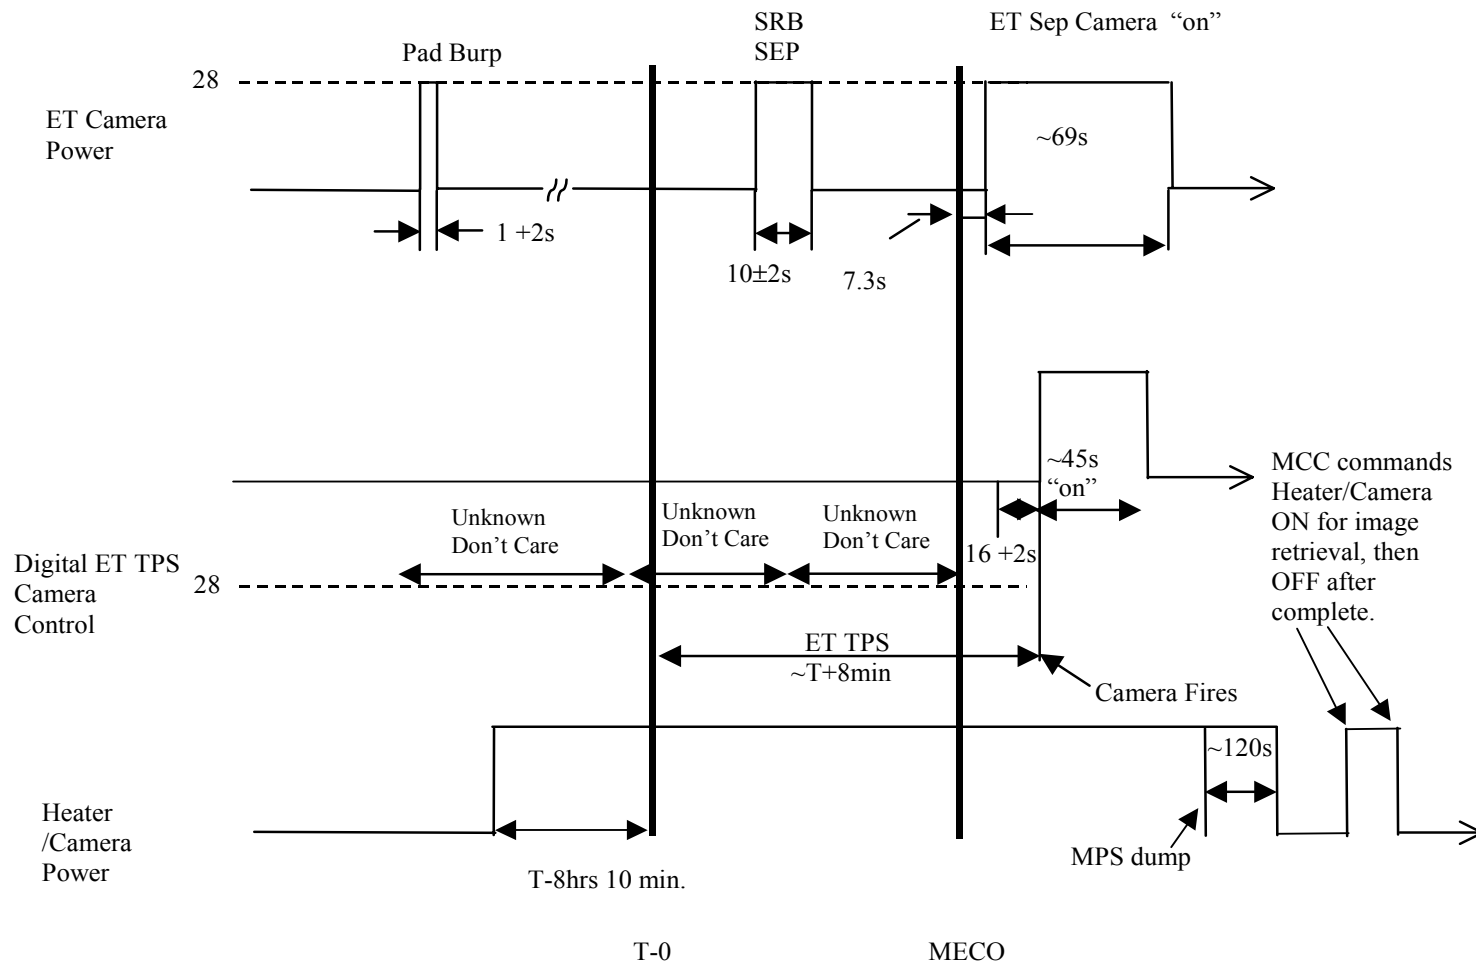 SRB
SEP
ET Sep Camera “on”
Pad Burp
28
ET Camera
Power
~69s
1 +2s
10±2s
7.3s
~45s
“on”
MCC commands
Heater/Camera
ON for image
retrieval, then
OFF after
complete.
Unknown
Don’t Care
Unknown
Don’t Care
Unknown
Don’t Care
16 +2s
Digital ET TPS
Camera
Control
28
ET TPS
~T+8min
Camera Fires
~120s
Heater
/Camera
Power
MPS dump
T-8hrs 10 min.
T-0
MECO